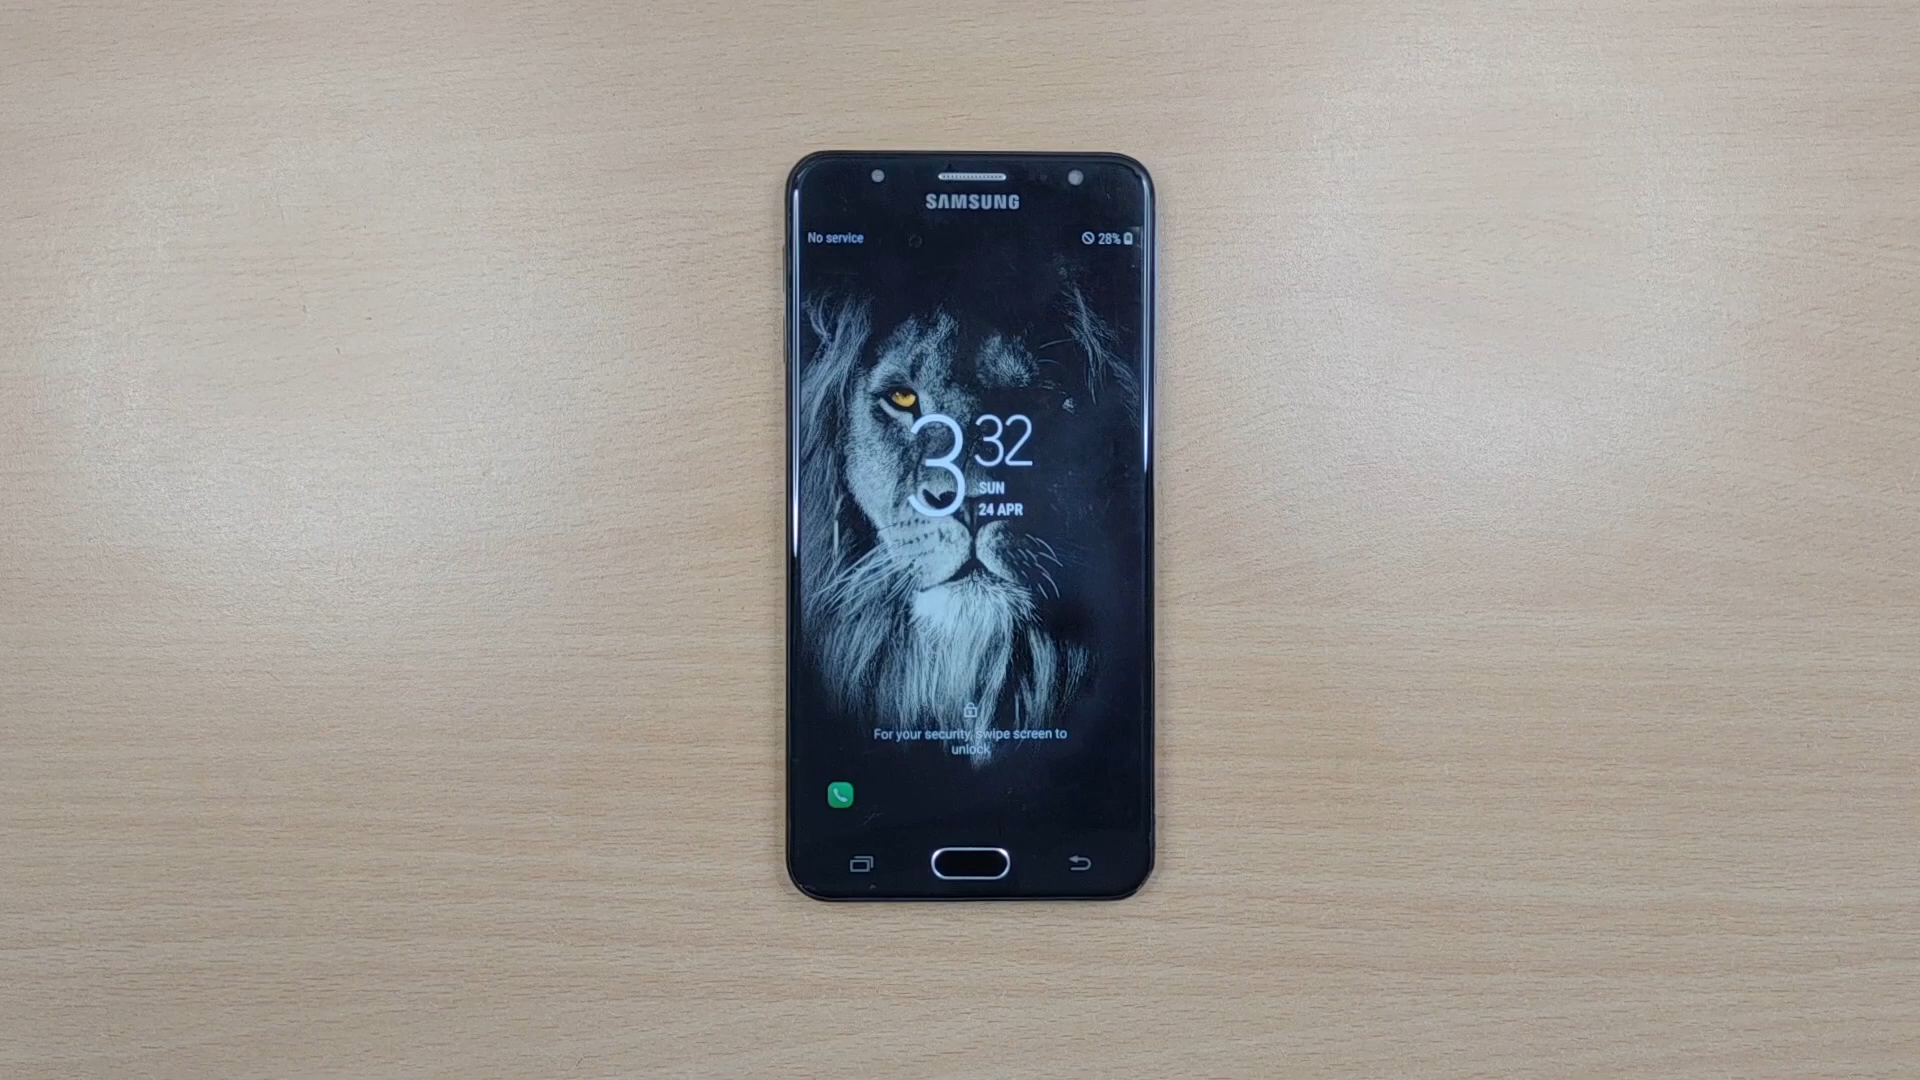 SAMSUNG
No service
28%
3 32
SUN
24 APR
For your security, swipe screen to
unlock